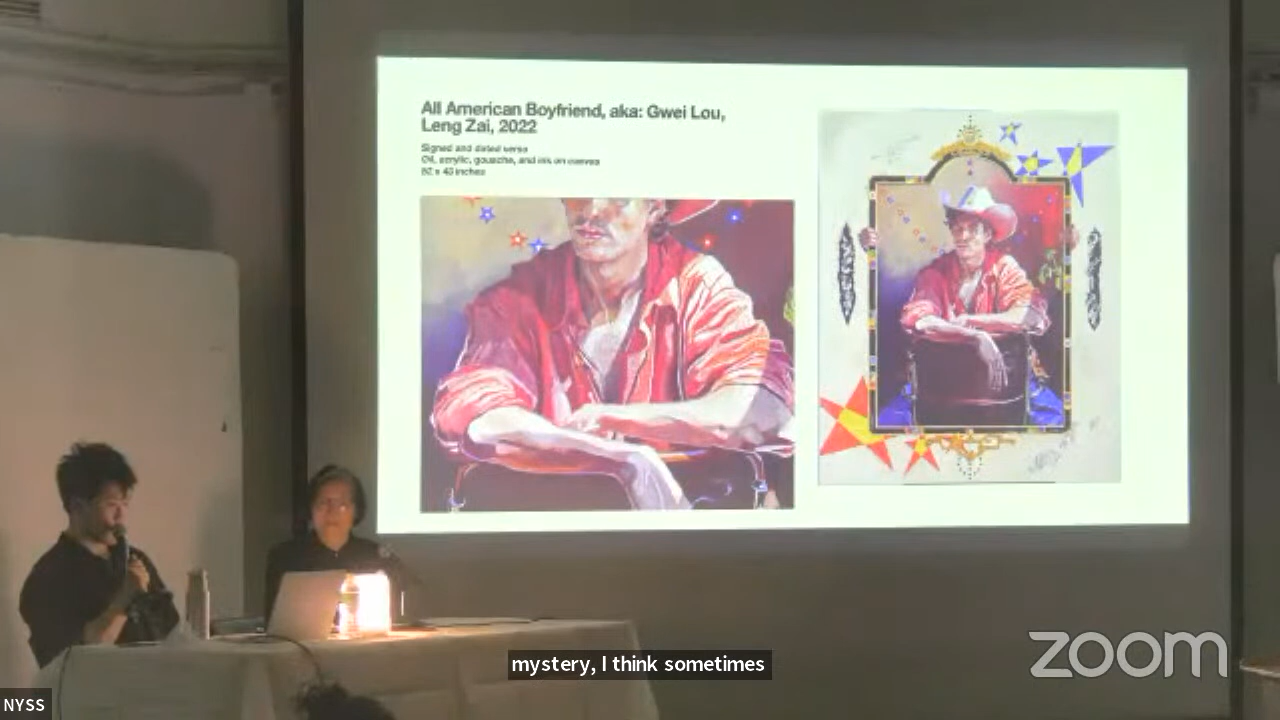 All American Boyfriend, aka: Gwei Lou,
Leng Zai, 2022
Signed and dated verso
Oil, acrylic, gouache, and ink on canvas
x 43 inches
mystery, I think sometimes
zoom
NYSS